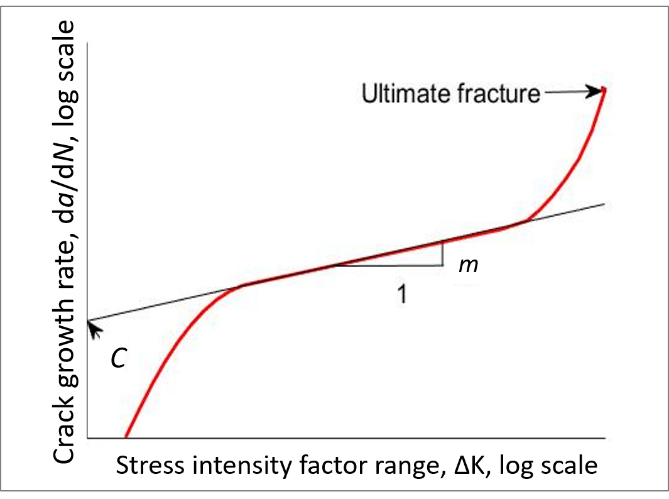 Crack growth rate, da/dN, log scale
Ultimate fracture
m
1
C
Stress intensity factor range, ΔK, log scale